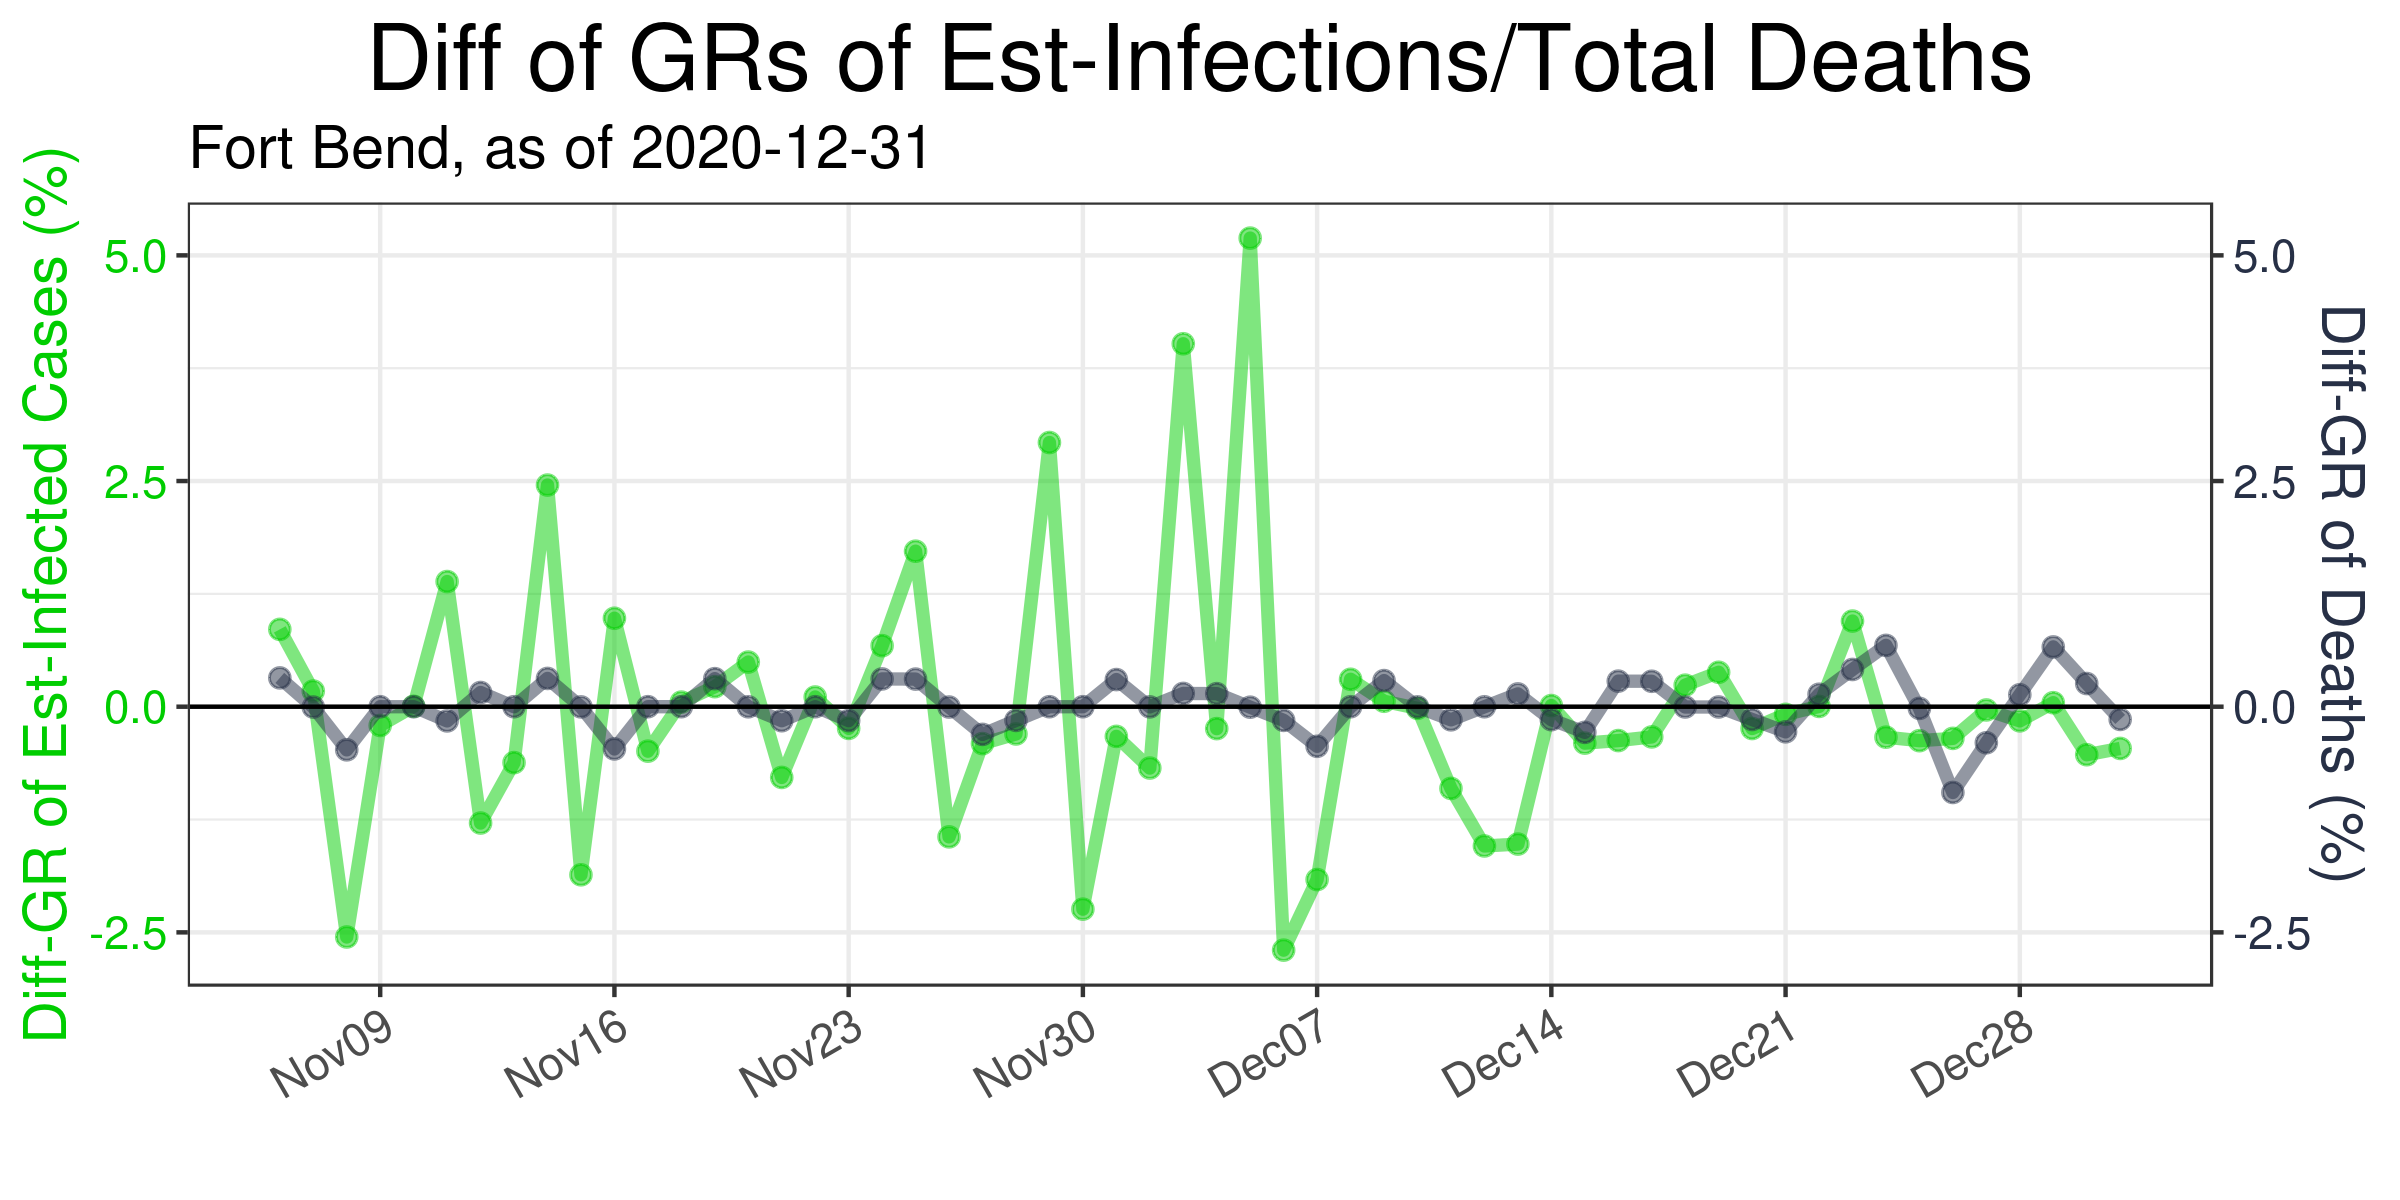 Diff of GRs of Est-Infections/Total Deaths
Fort Bend, as of 2020-12-31
Diff-GR of Est-Infected Cases (%)
5.0
2.5
0.0
-2.5
5.0
2.5
0.0
-2.5
Diff-GR of Deaths (%)
Nov09
Nov16
Nov23
Nov30
Dec07
Dec14
Dec21
Dec28